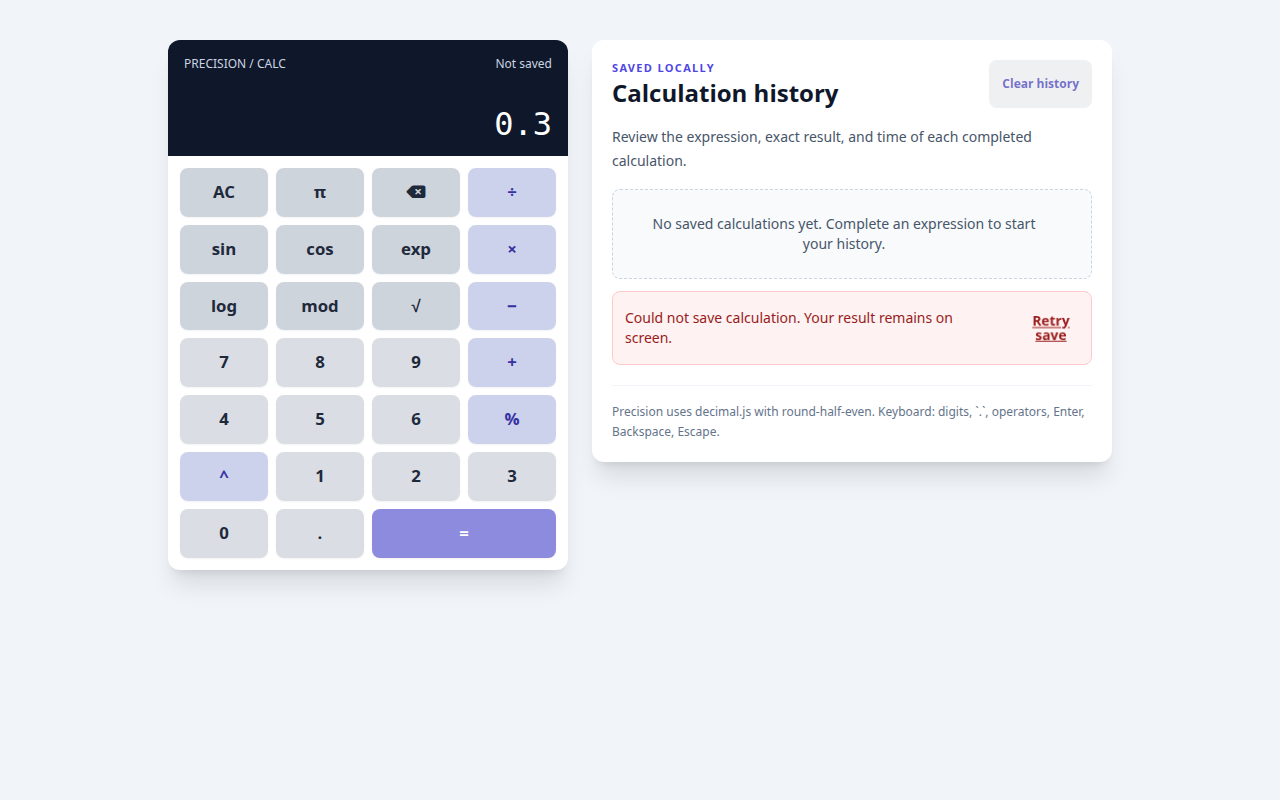 PRECISION / CALC
Not saved
0.3
AC
π
÷
sin
cos
exp
×
log
mod
√
−
7
8
9
+
4
5
6
%
^
1
2
3
0
.
=
SAVED LOCALLY
Calculation history
Clear history
Review the expression, exact result, and time of each completed
calculation.
No saved calculations yet. Complete an expression to start
your history.
Could not save calculation. Your result remains on
screen.
Retry
save
Precision uses decimal.js with round-half-even. Keyboard: digits, `.`, operators, Enter,
Backspace, Escape.